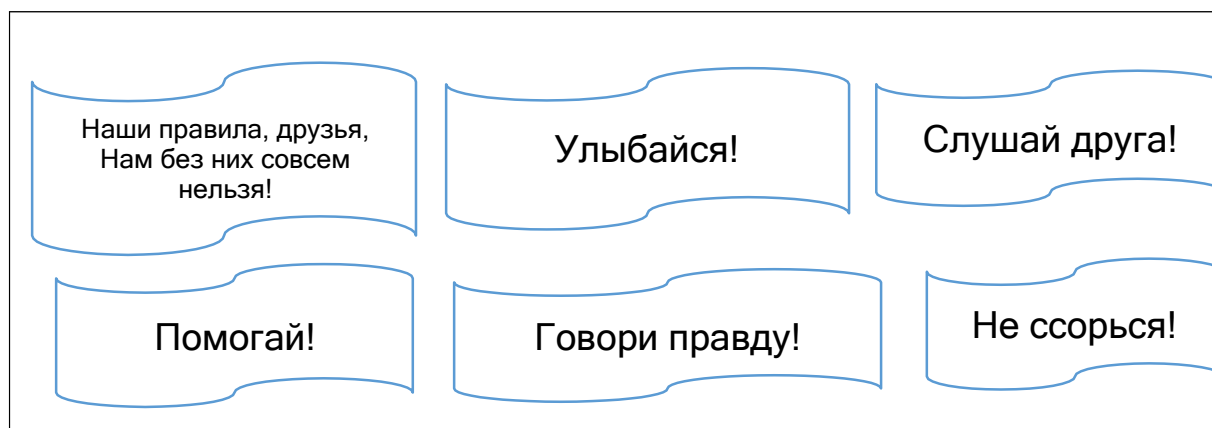 Наши правила, друзья,
Нам без них совсем
нельзя!
Улыбайся!
Слушай друга!
Помогай!
Говори правду!
Не ссорься!